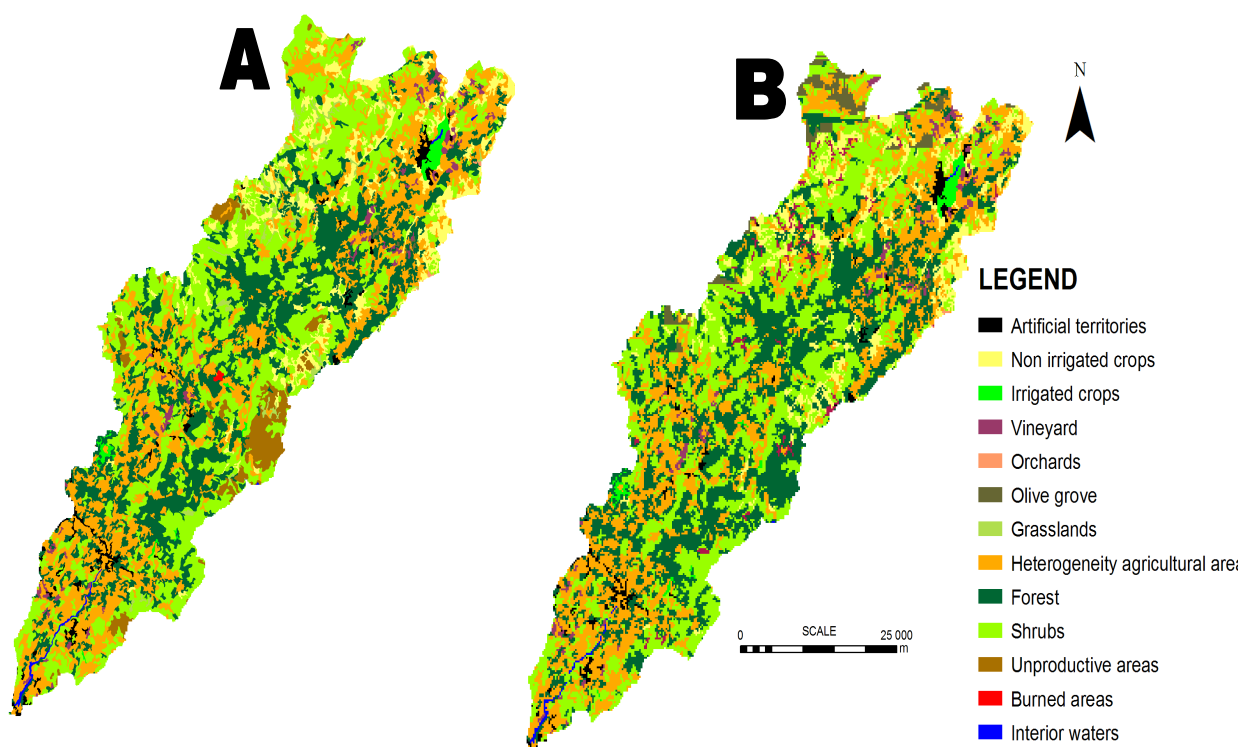 A
B
N
LEGEND
Artificial territories
Non irrigated crops
Irrigated crops
Vineyard
Orchards
Olive grove
Grasslands
Heterogeneity agricultural area
Forest
Shrubs
Unproductive areas
Burned areas
Interior waters
0 SCALE 25 000
m